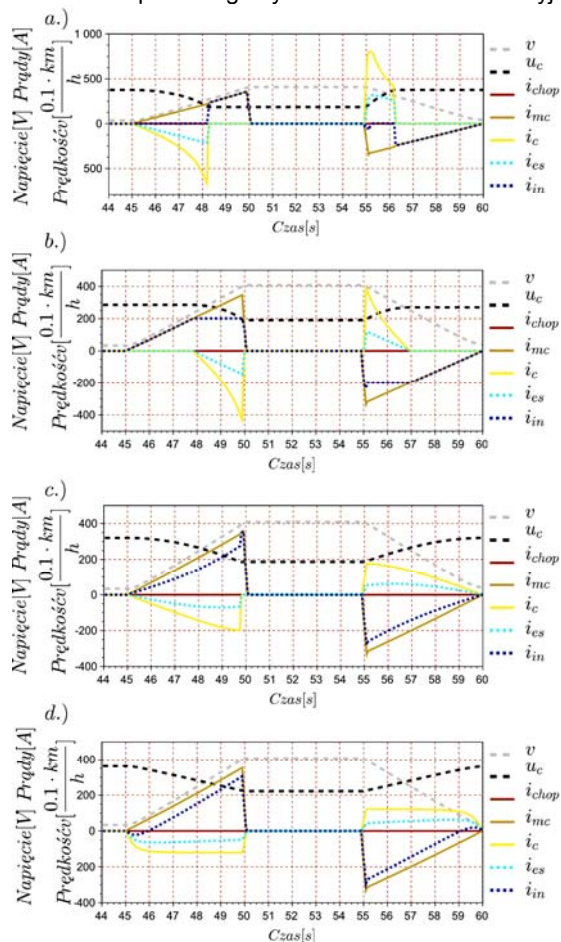 a.)
Napięcie[V] Prądy[A]
Prędkośćv[0.1 · km/h]
1 000
500
0
500
44 45 46 47 48 49 50 51 52 53 54 55 56 57 58 59 60
Czas[s]
v
u_c
i_chop
i_mc
i_c
i_es
i_in
b.)
Napięcie[V] Prądy[A]
Prędkośćv[0.1 · km/h]
400
200
0
-200
-400
44 45 46 47 48 49 50 51 52 53 54 55 56 57 58 59 60
Czas[s]
v
u_c
i_chop
i_mc
i_c
i_es
i_in
c.)
Napięcie[V] Prądy[A]
Prędkośćv[0.1 · km/h]
400
200
0
-200
-400
44 45 46 47 48 49 50 51 52 53 54 55 56 57 58 59 60
Czas[s]
v
u_c
i_chop
i_mc
i_c
i_es
i_in
d.)
Napięcie[V] Prądy[A]
Prędkośćv[0.1 · km/h]
400
200
0
-200
-400
44 45 46 47 48 49 50 51 52 53 54 55 56 57 58 59 60
Czas[s]
v
u_c
i_chop
i_mc
i_c
i_es
i_in